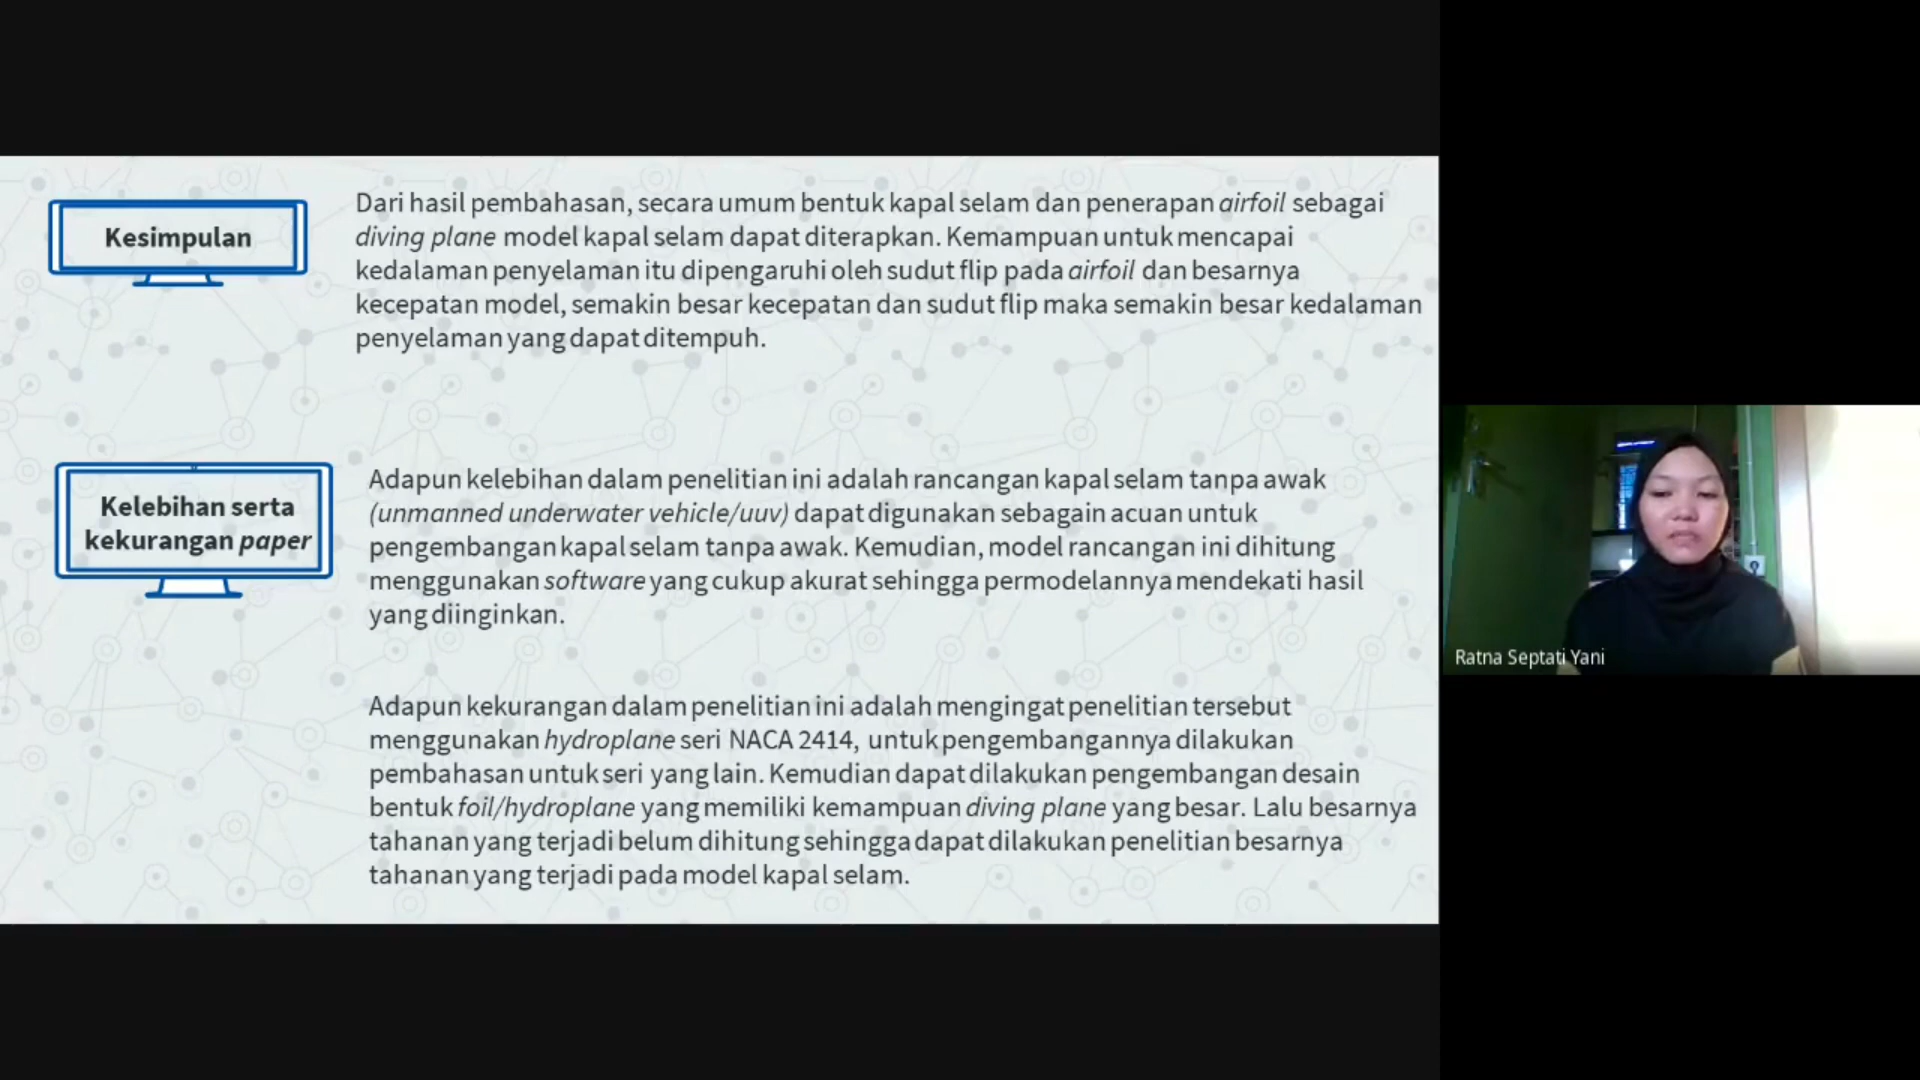 Kesimpulan
Dari hasil pembahasan, secara umum bentuk kapal selam dan penerapan airfoil sebagai
diving plane model kapal selam dapat diterapkan. Kemampuan untuk mencapai
kedalaman penyelaman itu dipengaruhi oleh sudut flip pada airfoil dan besarnya
kecepatan model, semakin besar kecepatan dan sudut flip maka semakin besar kedalaman
penyelaman yang dapat ditempuh.
Kelebihan serta
kekurangan paper
Adapun kelebihan dalam penelitian ini adalah rancangan kapal selam tanpa awak
(unmanned underwater vehicle/uuv) dapat digunakan sebagain acuan untuk
pengembangan kapal selam tanpa awak. Kemudian, model rancangan ini dihitung
menggunakan software yang cukup akurat sehingga permodelannya mendekati hasil
yang diinginkan.
Adapun kekurangan dalam penelitian ini adalah mengingat penelitian tersebut
menggunakan hydroplane seri NACA 2414, untuk pengembangannya dilakukan
pembahasan untuk seri yang lain. Kemudian dapat dilakukan pengembangan desain
bentuk foil/hydroplane yang memiliki kemampuan diving plane yang besar. Lalu besarnya
tahanan yang terjadi belum dihitung sehingga dapat dilakukan penelitian besarnya
tahanan yang terjadi pada model kapal selam.
Ratna Septati Yani